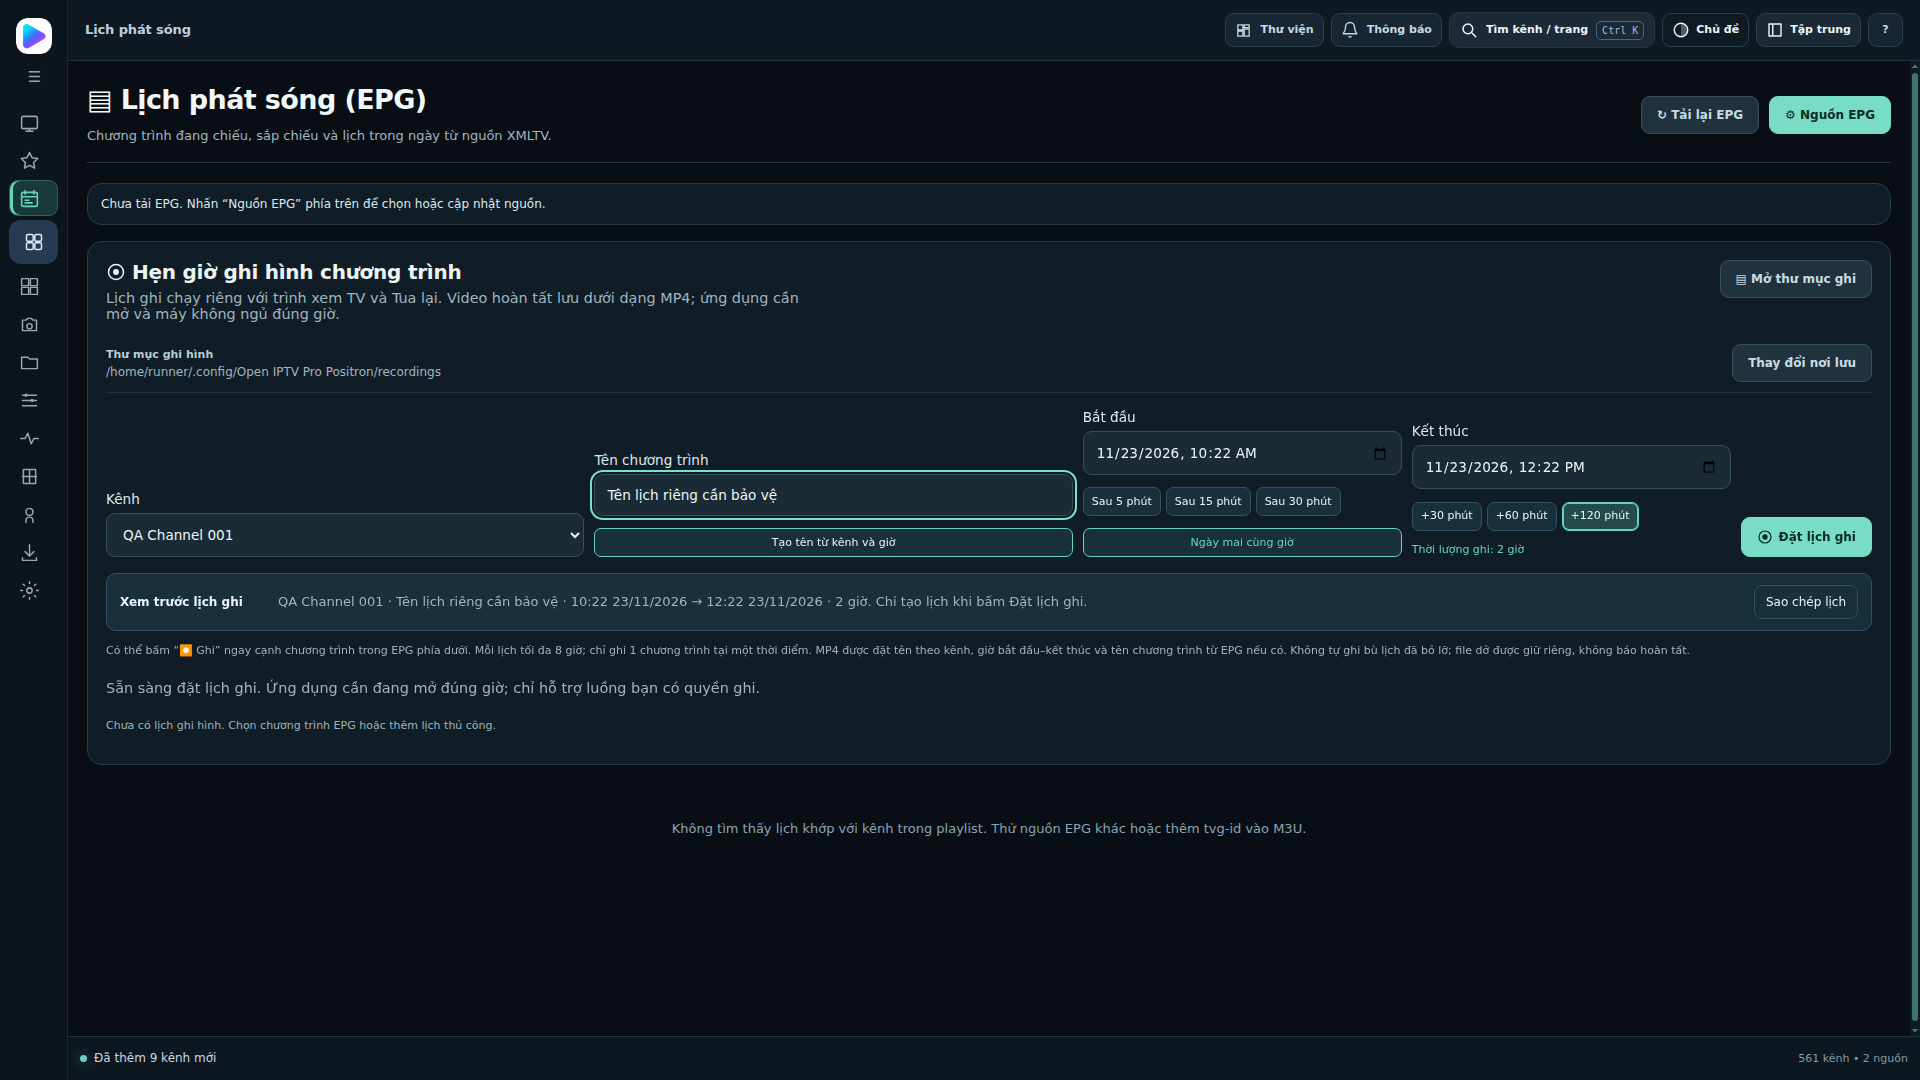 Lịch phát sóng
Thư viện
Thông báo
Tìm kênh / trang Ctrl K
Chủ đề
Tập trung
?
Lịch phát sóng (EPG)
Chương trình đang chiếu, sắp chiếu và lịch trong ngày từ nguồn XMLTV.
↻ Tải lại EPG
⚙ Nguồn EPG
Chưa tải EPG. Nhấn “Nguồn EPG” phía trên để chọn hoặc cập nhật nguồn.
Hẹn giờ ghi hình chương trình
Lịch ghi chạy riêng với trình xem TV và Tua lại. Video hoàn tất lưu dưới dạng MP4; ứng dụng cần
mở và máy không ngủ đúng giờ.
▤ Mở thư mục ghi
Thư mục ghi hình
/home/runner/.config/Open IPTV Pro Positron/recordings
Thay đổi nơi lưu
Kênh
QA Channel 001
Tên chương trình
Tên lịch riêng cần bảo vệ
Tạo tên từ kênh và giờ
Bắt đầu
11/23/2026, 10:22 AM
Sau 5 phút
Sau 15 phút
Sau 30 phút
Ngày mai cùng giờ
Kết thúc
11/23/2026, 12:22 PM
+30 phút
+60 phút
+120 phút
Thời lượng ghi: 2 giờ
Đặt lịch ghi
Xem trước lịch ghi
QA Channel 001 · Tên lịch riêng cần bảo vệ · 10:22 23/11/2026 → 12:22 23/11/2026 · 2 giờ. Chỉ tạo lịch khi bấm Đặt lịch ghi.
Sao chép lịch
Có thể bấm “⏺ Ghi” ngay cạnh chương trình trong EPG phía dưới. Mỗi lịch tối đa 8 giờ; chỉ ghi 1 chương trình tại một thời điểm. MP4 được đặt tên theo kênh, giờ bắt đầu–kết thúc và tên chương trình từ EPG nếu có. Không tự ghi bù lịch đã bỏ lỡ; file dở được giữ riêng, không báo hoàn tất.
Sẵn sàng đặt lịch ghi. Ứng dụng cần đang mở đúng giờ; chỉ hỗ trợ luồng bạn có quyền ghi.
Chưa có lịch ghi hình. Chọn chương trình EPG hoặc thêm lịch thủ công.
Không tìm thấy lịch khớp với kênh trong playlist. Thử nguồn EPG khác hoặc thêm tvg-id vào M3U.
Đã thêm 9 kênh mới
561 kênh • 2 nguồn